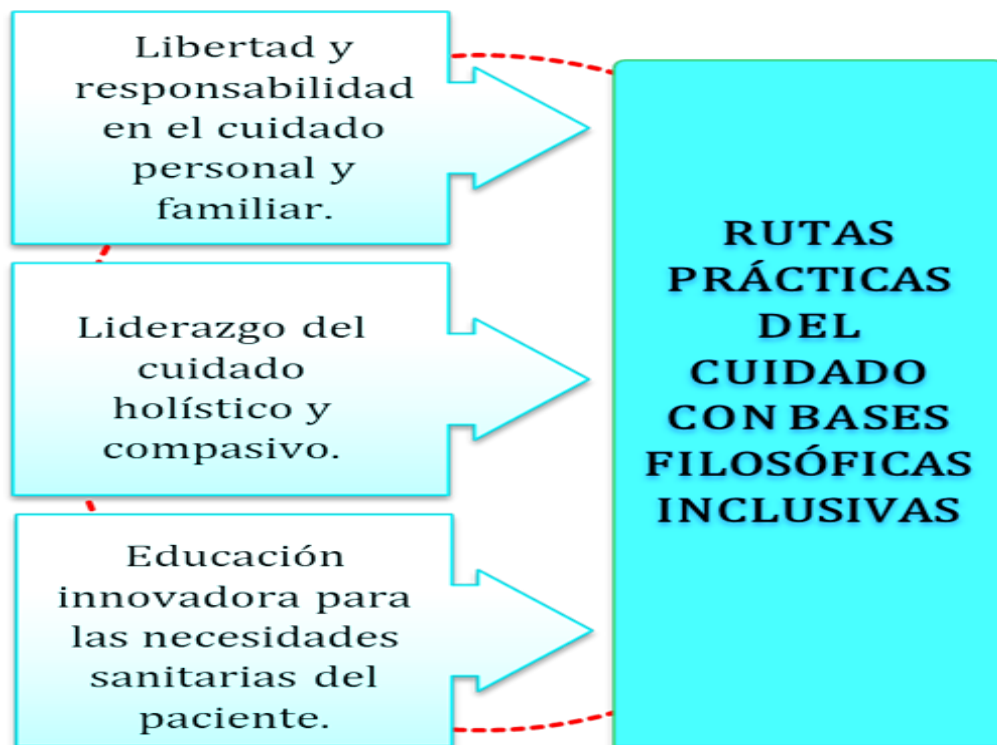 Libertad y
responsabilidad
en el cuidado
personal y
familiar.
Liderazgo del
cuidado
holístico y
compasivo.
Educación
innovadora para
las necesidades
sanitarias del
paciente.
RUTAS
PRÁCTICAS
DEL
CUIDADO
CON BASES
FILOSÓFICAS
INCLUSIVAS